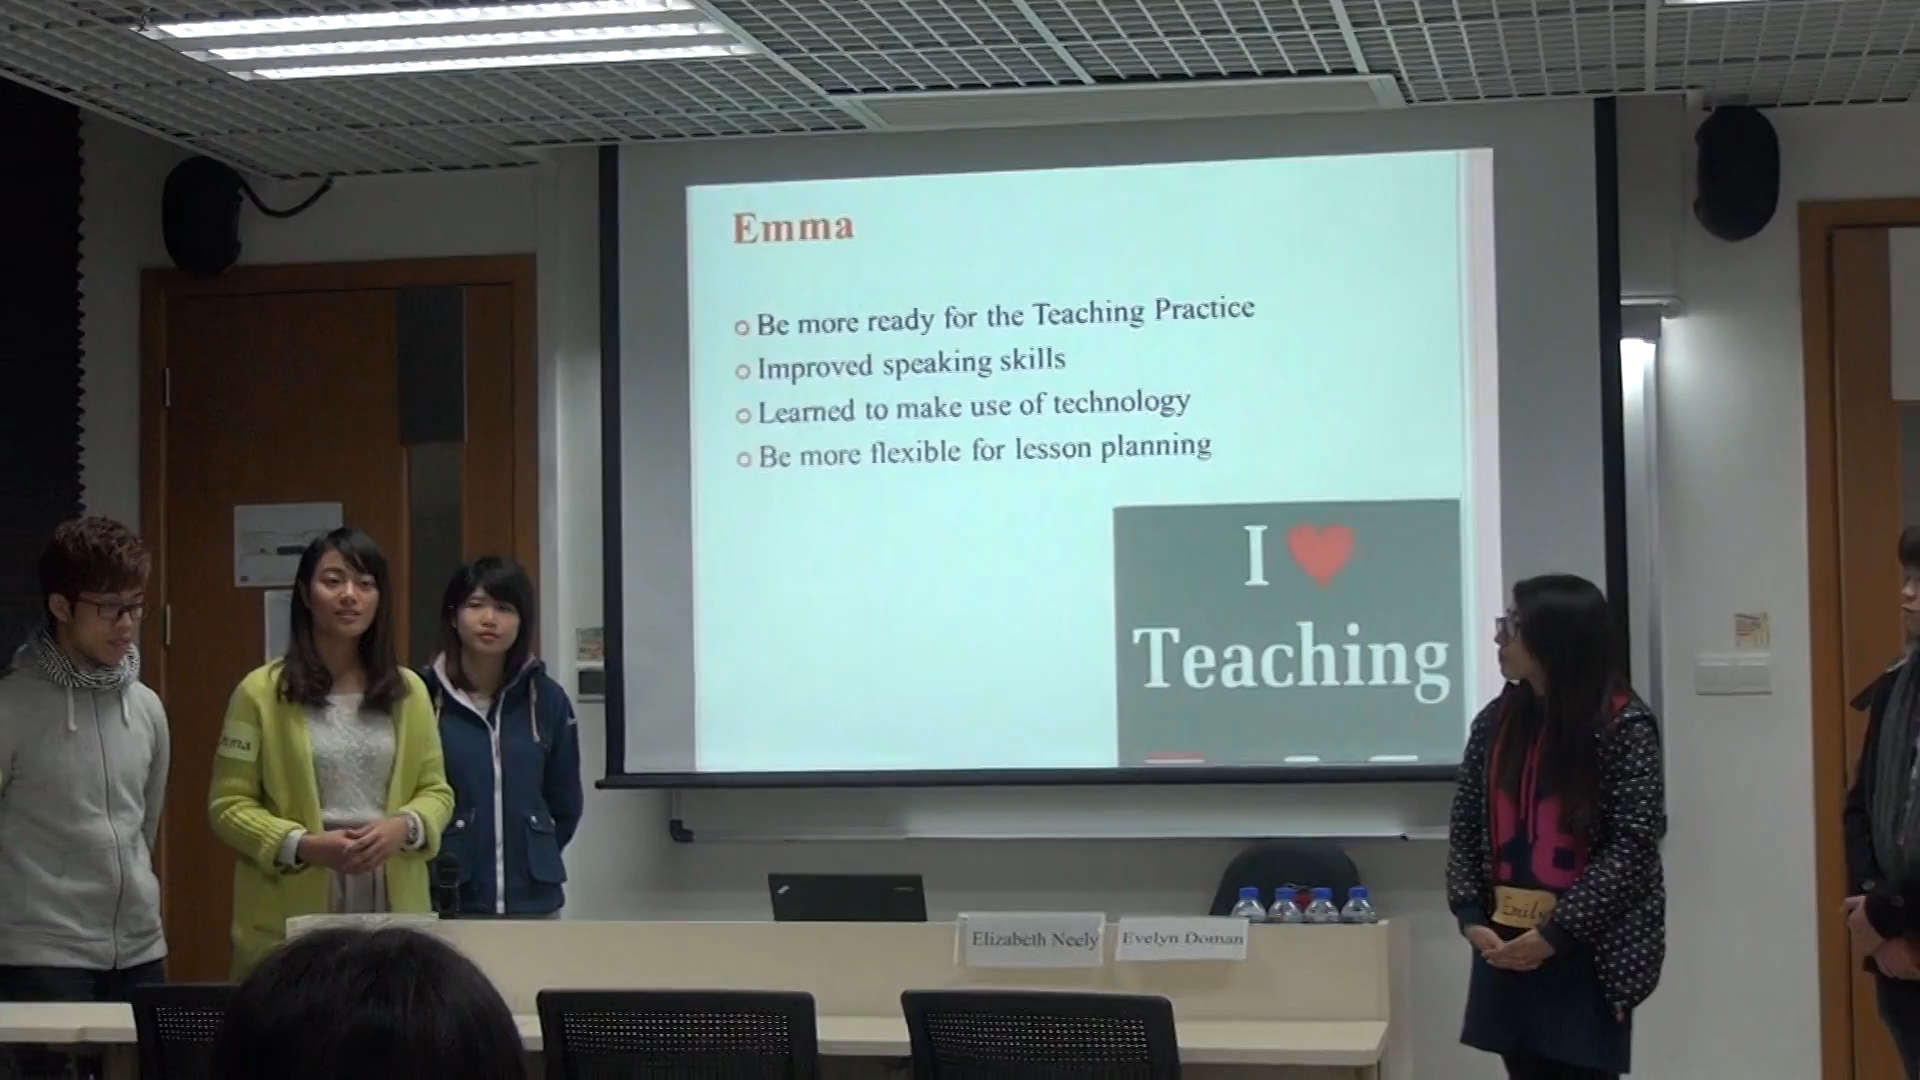 Emma
Be more ready for the Teaching Practice
Improved speaking skills
Learned to make use of technology
Be more flexible for lesson planning
I ❤
Teaching
Emily
Elizabeth Neely
Evelyn Doman